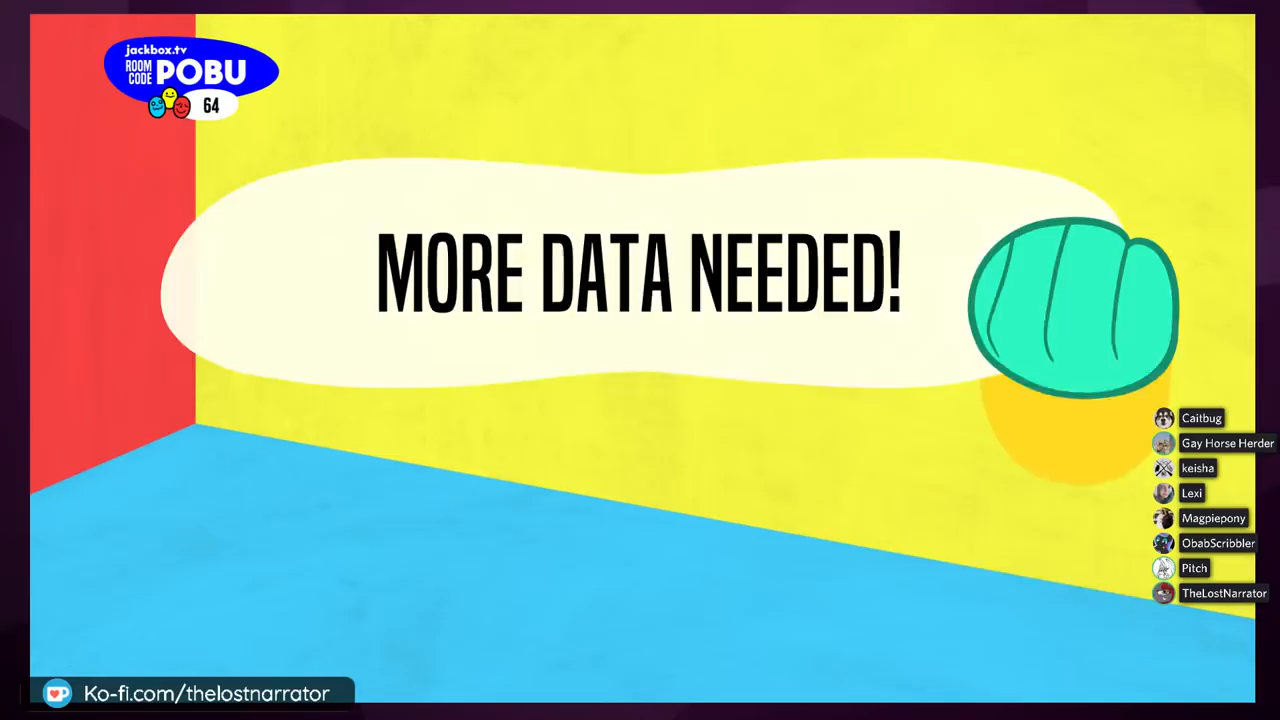 jackbox.tv
ROOM
CODE
POBU
64
MORE DATA NEEDED!
Caitbug
Gay Horse Herder
keisha
Lexi
Magpiepony
ObabScribbler
Pitch
TheLostNarrator
Ko-fi.com/thelostnarrator